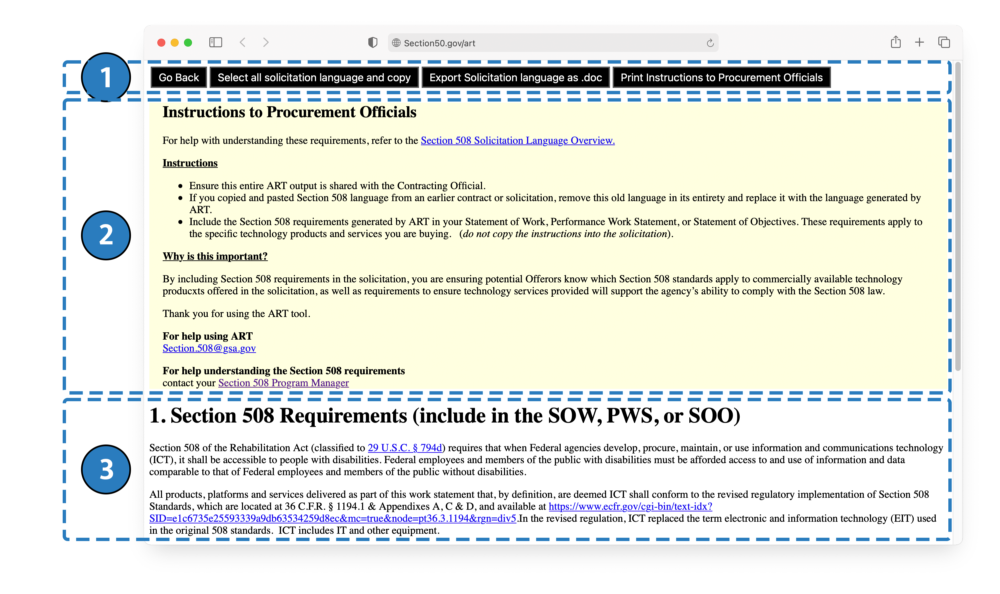 Section50.gov/art
1
Go Back
Select all solicitation language and copy
Export Solicitation language as .doc
Print Instructions to Procurement Officials
2
Instructions to Procurement Officials
For help with understanding these requirements, refer to the Section 508 Solicitation Language Overview.
Instructions
• Ensure this entire ART output is shared with the Contracting Official.
• If you copied and pasted Section 508 language from an earlier contract or solicitation, remove this old language in its entirety and replace it with the language generated by
ART.
• Include the Section 508 requirements generated by ART in your Statement of Work, Performance Work Statement, or Statement of Objectives. These requirements apply to
the specific technology products and services you are buying. (do not copy the instructions into the solicitation).
Why is this important?
By including Section 508 requirements in the solicitation, you are ensuring potential Offerors know which Section 508 standards apply to commercially available technology
producxts offered in the solicitation, as well as requirements to ensure technology services provided will support the agency’s ability to comply with the Section 508 law.
Thank you for using the ART tool.
For help using ART
Section.508@gsa.gov
For help understanding the Section 508 requirements
contact your Section 508 Program Manager
3
1. Section 508 Requirements (include in the SOW, PWS, or SOO)
Section 508 of the Rehabilitation Act (classified to 29 U.S.C. § 794d) requires that when Federal agencies develop, procure, maintain, or use information and communications technology
(ICT), it shall be accessible to people with disabilities. Federal employees and members of the public with disabilities must be afforded access to and use of information and data
comparable to that of Federal employees and members of the public without disabilities.
All products, platforms and services delivered as part of this work statement that, by definition, are deemed ICT shall conform to the revised regulatory implementation of Section 508
Standards, which are located at 36 C.F.R. § 1194.1 & Appendixes A, C & D, and available at https://www.ecfr.gov/cgi-bin/text-idx?
SID=e1c6735e25593339a9db63534259d8ec&mc=true&node=pt36.3.1194&rgn=div5.In the revised regulation, ICT replaced the term electronic and information technology (EIT) used
in the original 508 standards. ICT includes IT and other equipment.